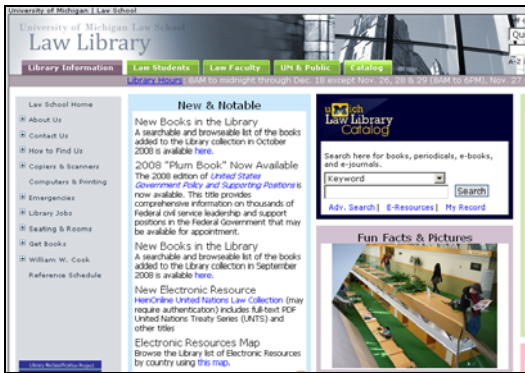 University of Michigan | Law School
University of Michigan Law School
Law Library
Library Information
Law Students
Law Faculty
UM & Public
Catalog
A-Z
Library Hours: 8AM to midnight through Dec. 18 except Nov. 26, 28 & 29 (8AM to 6PM), Nov. 27
Law School Home
About Us
Contact Us
How to Find Us
Copiers & Scanners
Computers & Printing
Emergencies
Library Jobs
Seating & Rooms
Get Books
William W. Cook
Reference Schedule
Library Reclassification Project
New & Notable
New Books in the Library
A searchable and browseable list of the books
added to the Library collection in October
2008 is available here.
2008 "Plum Book" Now Available
The 2008 edition of United States
Government Policy and Supporting Positions is
now available. This title provides
comprehensive information on thousands of
Federal civil service leadership and support
positions in the Federal Government that may
be available for appointment.
New Books in the Library
A searchable and browseable list of the books
added to the Library collection in September
2008 is available here.
New Electronic Resource
HeinOnline United Nations Law Collection (may
require authentication) includes full-text PDF
United Nations Treaty Series (UNTS) and
other titles
Electronic Resources Map
Browse the Library list of Electronic Resources
by country using this map.
uMich
Law Library
Catalog
Search here for books, periodicals, e-books,
and e-journals.
Keyword
Search
Adv. Search | E-Resources | My Record
Fun Facts & Pictures